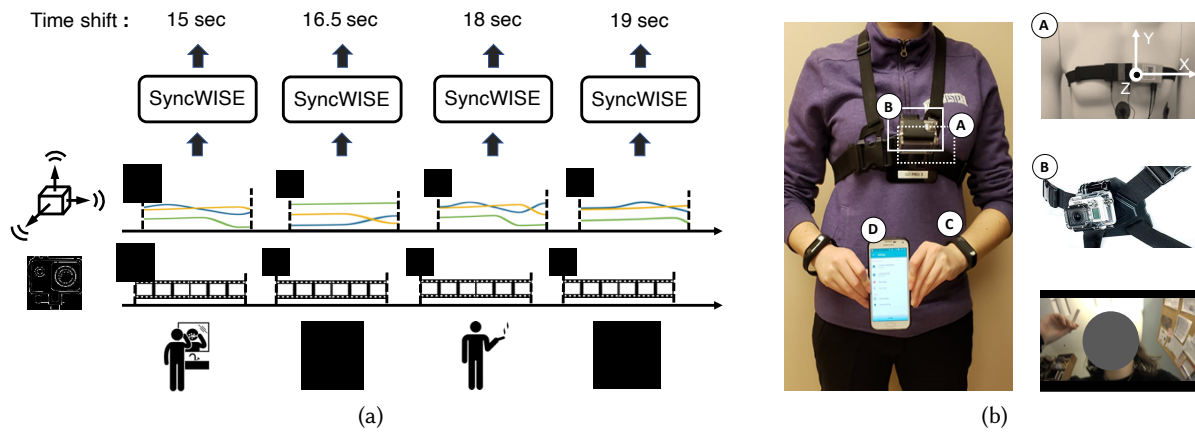 Time shift : 15 sec 16.5 sec 18 sec 19 sec
SyncWISE SyncWISE SyncWISE SyncWISE
(a)
B
A
D
C
(b)
A
Y
X
Z
B